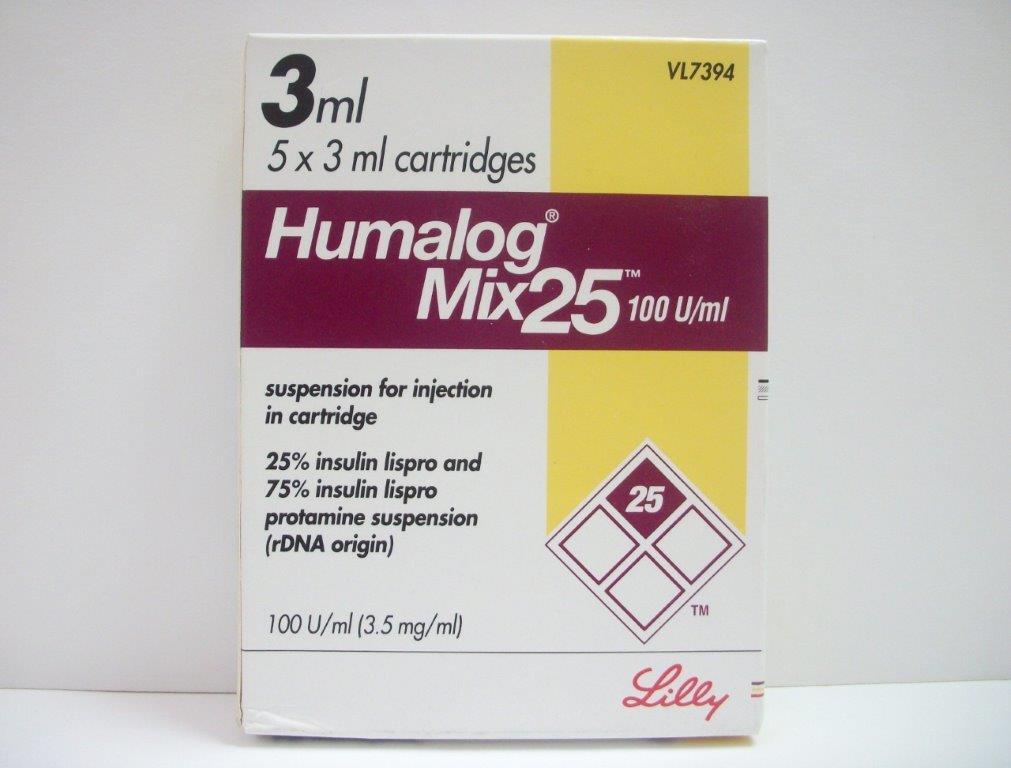 VL7394
3ml
5 x 3 ml cartridges
Humalog®
Mix25™ 100 U/ml
suspension for injection
in cartridge
25% insulin lispro and
75% insulin lispro
protamine suspension
(rDNA origin)
25
TM
100 U/ml (3.5 mg/ml)
Lilly